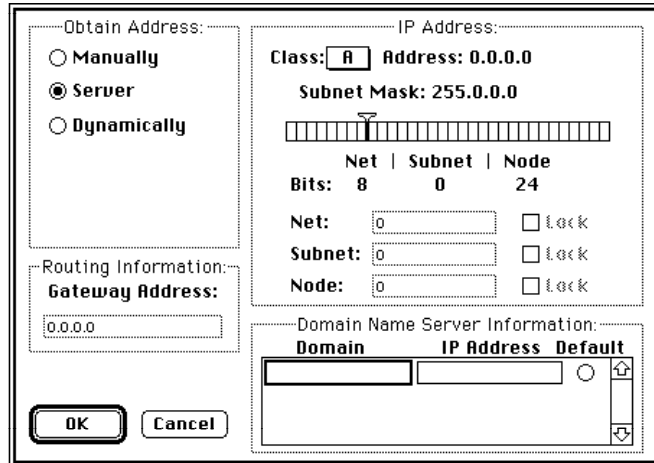 Obtain Address:
Manually
Server
Dynamically
Routing Information:
Gateway Address:
0.0.0.0
OK
Cancel
IP Address:
Class: A Address: 0.0.0.0
Subnet Mask: 255.0.0.0
Net | Subnet | Node
Bits: 8 0 24
Net: 0 Lock
Subnet: 0 Lock
Node: 0 Lock
Domain Name Server Information:
Domain IP Address Default